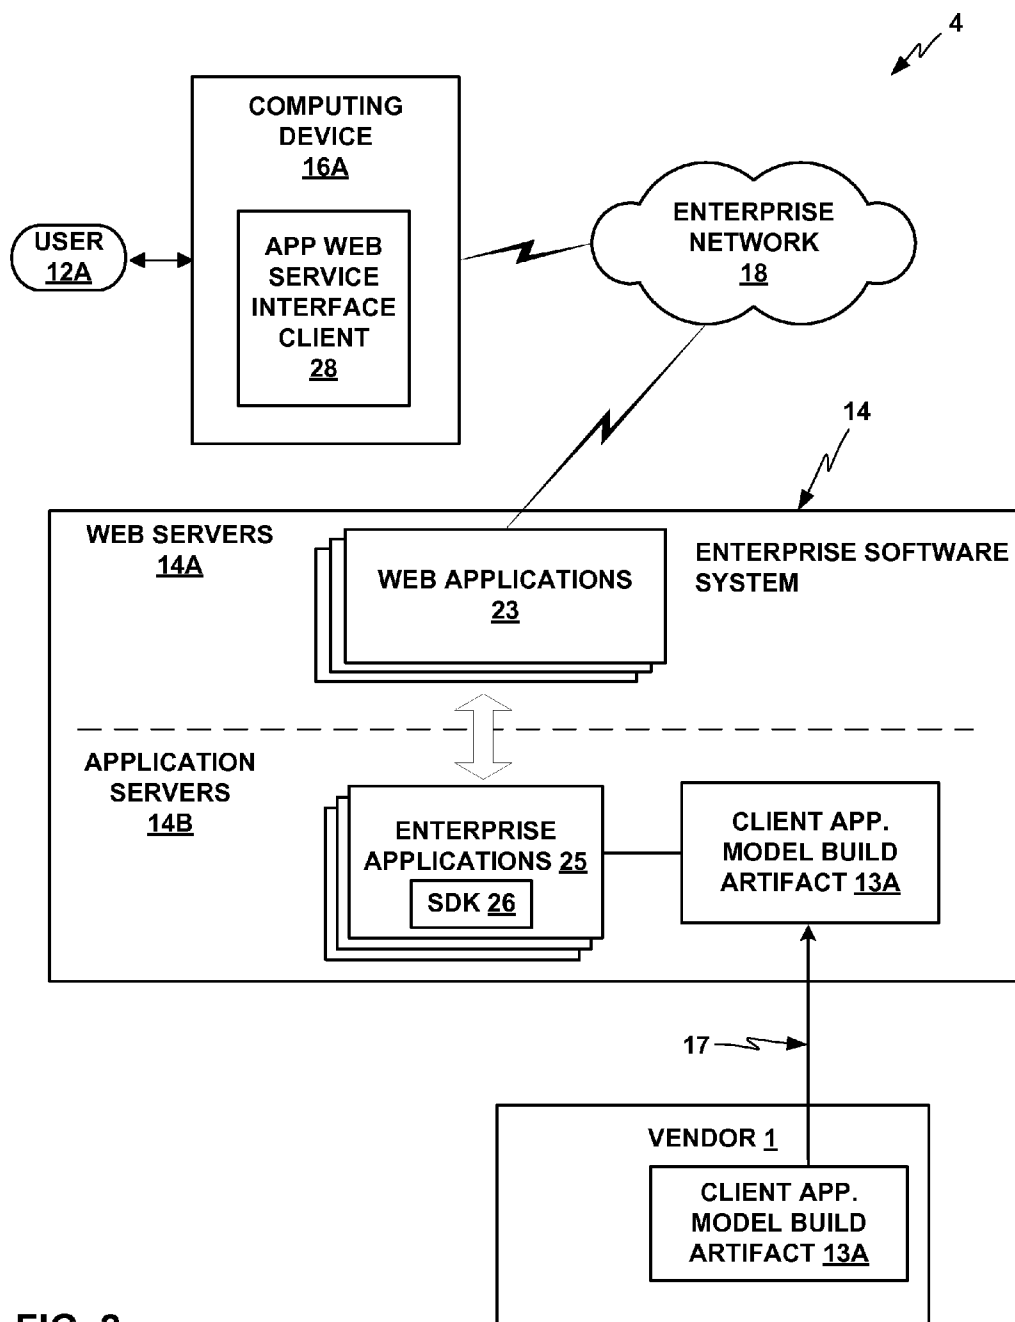 4
COMPUTING
DEVICE
16A
USER
12A
APP WEB
SERVICE
INTERFACE
CLIENT
28
ENTERPRISE
NETWORK
18
14
WEB SERVERS
14A
WEB APPLICATIONS
23
ENTERPRISE SOFTWARE
SYSTEM
APPLICATION
SERVERS
14B
ENTERPRISE
APPLICATIONS 25
SDK 26
CLIENT APP.
MODEL BUILD
ARTIFACT 13A
17
VENDOR 1
CLIENT APP.
MODEL BUILD
ARTIFACT 13A